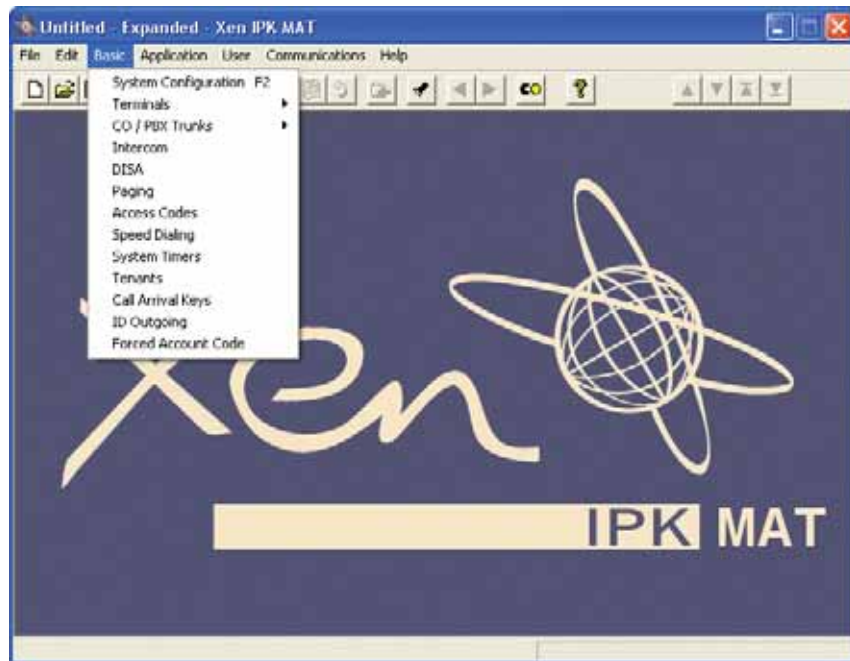 Untitled - Expanded - Xen IPK MAT
File Edit Basic Application User Communications Help
System Configuration F2
Terminals
CO / PBX Trunks
Intercom
DISA
Paging
Access Codes
Speed Dialing
System Timers
Tenants
Call Arrival Keys
ID Outgoing
Forced Account Code
CO
?
Xen
IPK MAT